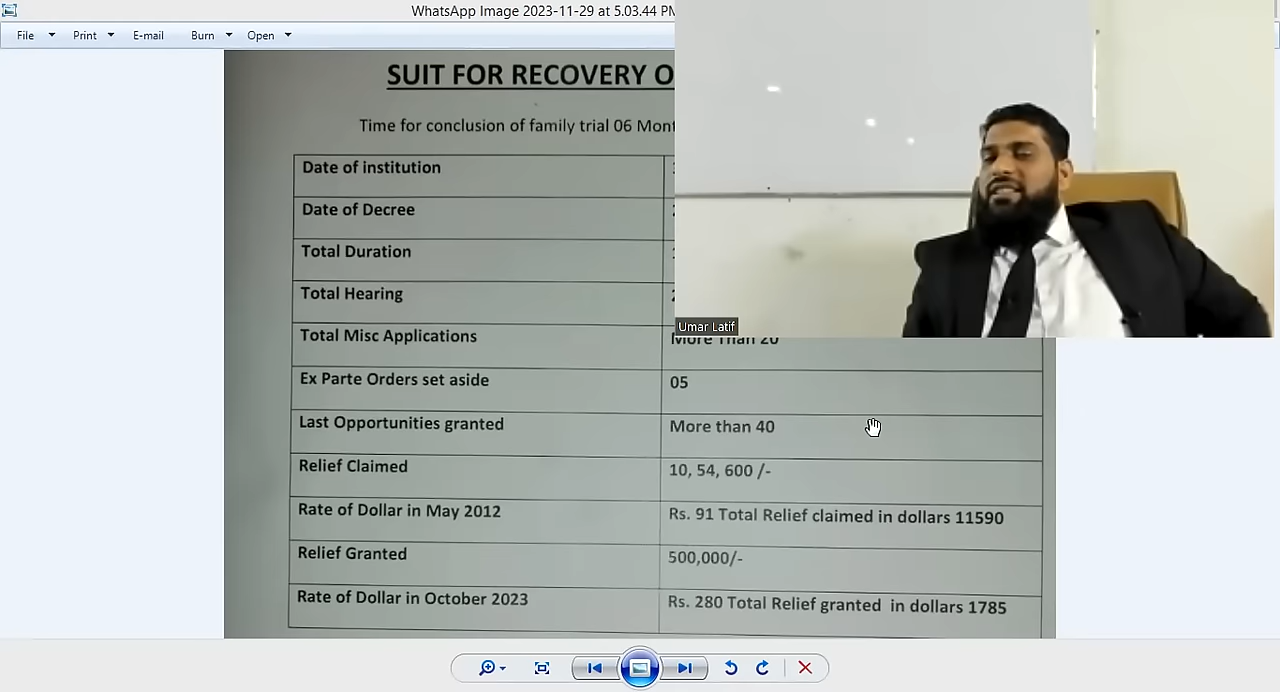 WhatsApp Image 2023-11-29 at 5.03.44 PM
File Print E-mail Burn Open
SUIT FOR RECOVERY O
Time for conclusion of family trial 06 Mont
Date of institution
Date of Decree
Total Duration
Total Hearing
Umar Latif
Total Misc Applications More Than 20
Ex Parte Orders set aside 05
Last Opportunities granted More than 40
Relief Claimed 10, 54, 600 /-
Rate of Dollar in May 2012 Rs. 91 Total Relief claimed in dollars 11590
Relief Granted 500,000/-
Rate of Dollar in October 2023 Rs. 280 Total Relief granted in dollars 1785